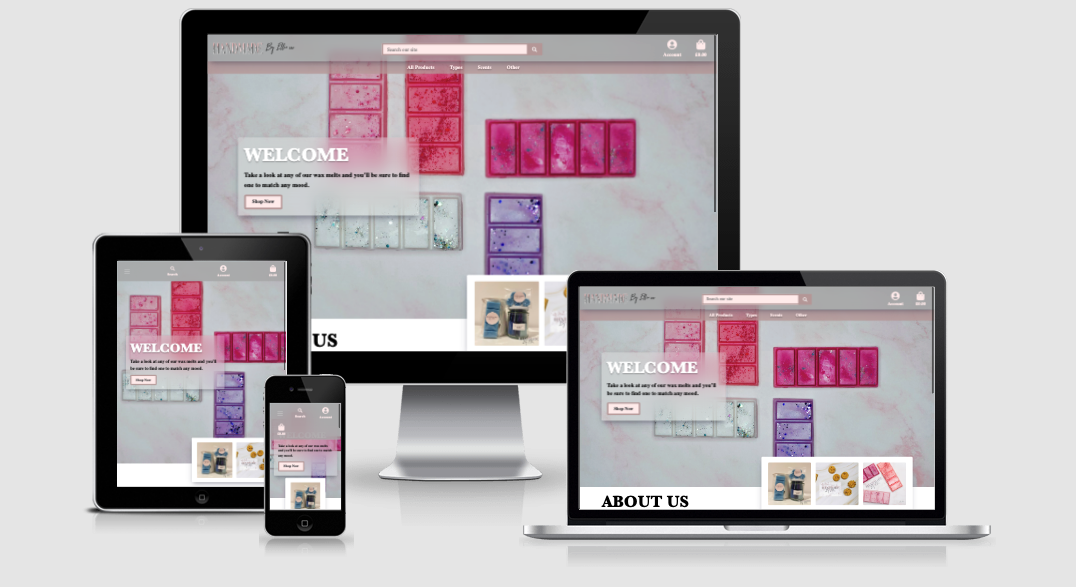 By Elle
Search our site
Account
£0.00
All Products
Types
Scents
Other
WELCOME
Take a look at any of our wax melts and you'll be sure to find
one to match any mood.
Shop Now
US
Search
Account
£0.00
WELCOME
Take a look at any of our wax melts and you'll
be sure to find one to match any mood.
Shop Now
Search
Account
£0.00
Take a look at any of our wax melts
and you'll be sure to find one to match
any mood.
Shop Now
Search our site
Account
£0.00
All Products
Types
Scents
Other
WELCOME
Take a look at any of our wax melts and you'll
be sure to find one to match any mood.
Shop Now
ABOUT US